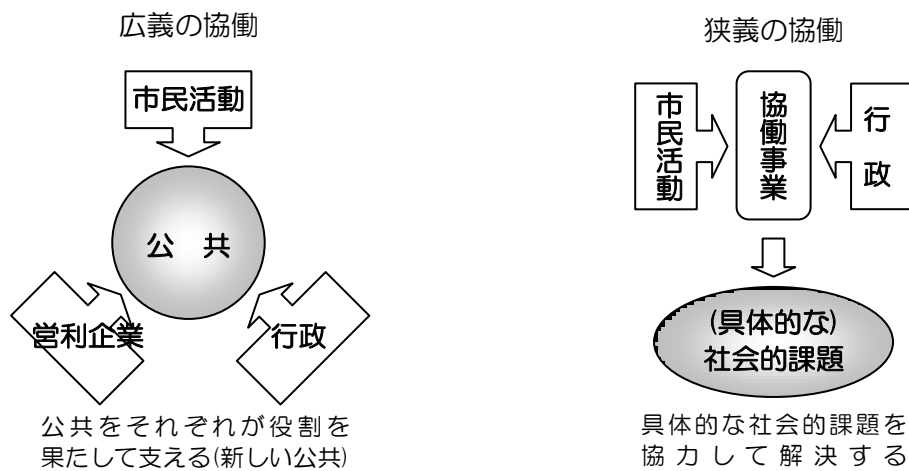 広義の協働
市民活動
公 共
営利企業
行政
公共をそれぞれが役割を
果たして支える(新しい公共)
狭義の協働
市民活動
協働事業
行政
(具体的な)
社会的課題
具体的な社会的課題を
協力して解決する